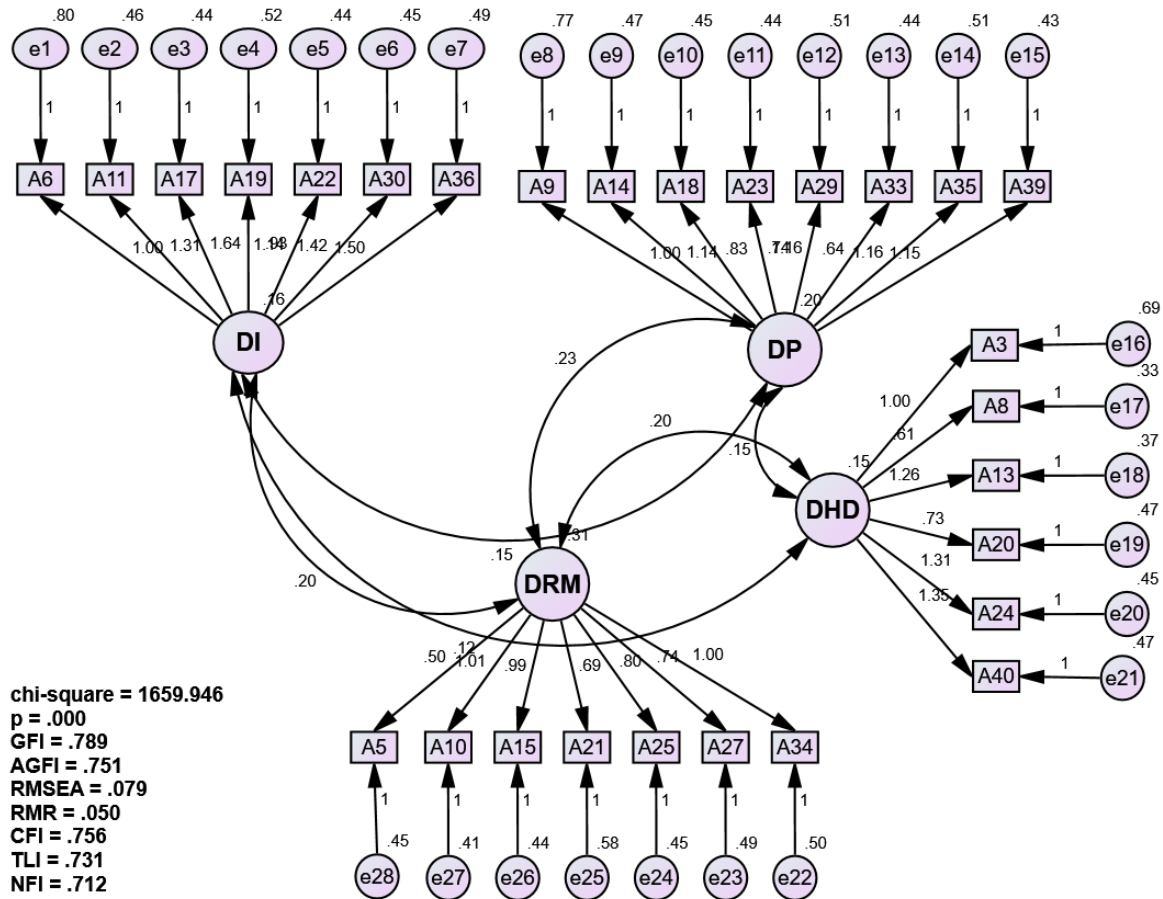 .80 .46 .44 .52 .44 .45 .49
e1 e2 e3 e4 e5 e6 e7
1 1 1 1 1 1 1
A6 A11 A17 A19 A22 A30 A36
1.00 1.31 1.64 1.42 1.50
.16
DI
.77 .47 .45 .44 .51 .44 .51 .43
e8 e9 e10 e11 e12 e13 e14 e15
1 1 1 1 1 1 1 1
A9 A14 A18 A23 A29 A33 A35 A39
1.00 1.14 .83 .64 1.16 1.15
.20
DP
.69
A3 1 e16
.33
A8 1 e17
.37
A13 1 e18
.47
A20 1 e19
.45
A24 1 e20
.47
A40 1 e21
1.00
.61
1.26
.73
1.31
1.35
.15
DHD
.23
.20
.15
.15
.31
.20
DRM
.12
.50 1.01 .99 .69 .80 .74 1.00
A5 A10 A15 A21 A25 A27 A34
1 1 1 1 1 1 1
.45 .41 .44 .58 .45 .49 .50
e28 e27 e26 e25 e24 e23 e22
chi-square = 1659.946
p = .000
GFI = .789
AGFI = .751
RMSEA = .079
RMR = .050
CFI = .756
TLI = .731
NFI = .712